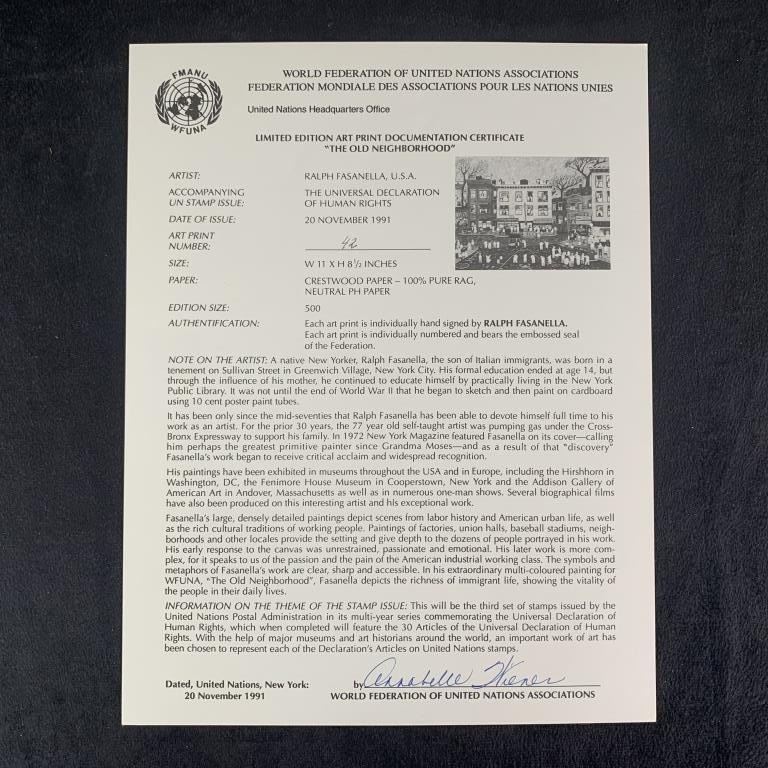 FMANU
WFUNA
WORLD FEDERATION OF UNITED NATIONS ASSOCIATIONS
FEDERATION MONDIALE DES ASSOCIATIONS POUR LES NATIONS UNIES
United Nations Headquarters Office
LIMITED EDITION ART PRINT DOCUMENTATION CERTIFICATE
"THE OLD NEIGHBORHOOD"
ARTIST: RALPH FASANELLA, U.S.A.
ACCOMPANYING THE UNIVERSAL DECLARATION
UN STAMP ISSUE: OF HUMAN RIGHTS
DATE OF ISSUE: 20 NOVEMBER 1991
ART PRINT
NUMBER: 42
SIZE: W 11 X H 8½ INCHES
PAPER: CRESTWOOD PAPER – 100% PURE RAG,
NEUTRAL PH PAPER
EDITION SIZE: 500
AUTHENTIFICATION: Each art print is individually hand signed by RALPH FASANELLA.
Each art print is individually numbered and bears the embossed seal
of the Federation.
NOTE ON THE ARTIST: A native New Yorker, Ralph Fasanella, the son of Italian immigrants, was born in a
tenement on Sullivan Street in Greenwich Village, New York City. His formal education ended at age 14, but
through the influence of his mother, he continued to educate himself by practically living in the New York
Public Library. It was not until the end of World War II that he began to sketch and then paint on cardboard
using 10 cent poster paint tubes.
It has been only since the mid-seventies that Ralph Fasanella has been able to devote himself full time to his
work as an artist. For the prior 30 years, the 77 year old self-taught artist was pumping gas under the Cross-
Bronx Expressway to support his family. In 1972 New York Magazine featured Fasanella on its cover—calling
him perhaps the greatest primitive painter since Grandma Moses—and as a result of that "discovery"
Fasanella's work began to receive critical acclaim and widespread recognition.
His paintings have been exhibited in museums throughout the USA and in Europe, including the Hirshhorn in
Washington, DC, the Fenimore House Museum in Cooperstown, New York and the Addison Gallery of
American Art in Andover, Massachusetts as well as in numerous one-man shows. Several biographical films
have also been produced on this interesting artist and his exceptional work.
Fasanella's large, densely detailed paintings depict scenes from labor history and American urban life, as well
as the rich cultural traditions of working people. Paintings of factories, union halls, baseball stadiums, neigh-
borhoods and other locales provide the setting and give depth to the dozens of people portrayed in his work.
His early response to the canvas was unrestrained, passionate and emotional. His later work is more com-
plex, for it speaks to us of the passion and the pain of the American industrial working class. The symbols and
metaphors of Fasanella's work are clear, sharp and accessible. In his extraordinary multi-coloured painting for
WFUNA, "The Old Neighborhood", Fasanella depicts the richness of immigrant life, showing the vitality of
the people in their daily lives.
INFORMATION ON THE THEME OF THE STAMP ISSUE: This will be the third set of stamps issued by the
United Nations Postal Administration in its multi-year series commemorating the Universal Declaration of
Human Rights, which when completed will feature the 30 Articles of the Universal Declaration of Human
Rights. With the help of major museums and art historians around the world, an important work of art has
been chosen to represent each of the Declaration's Articles on United Nations stamps.
Dated, United Nations, New York: by Annabelle Wiener
20 November 1991 WORLD FEDERATION OF UNITED NATIONS ASSOCIATIONS